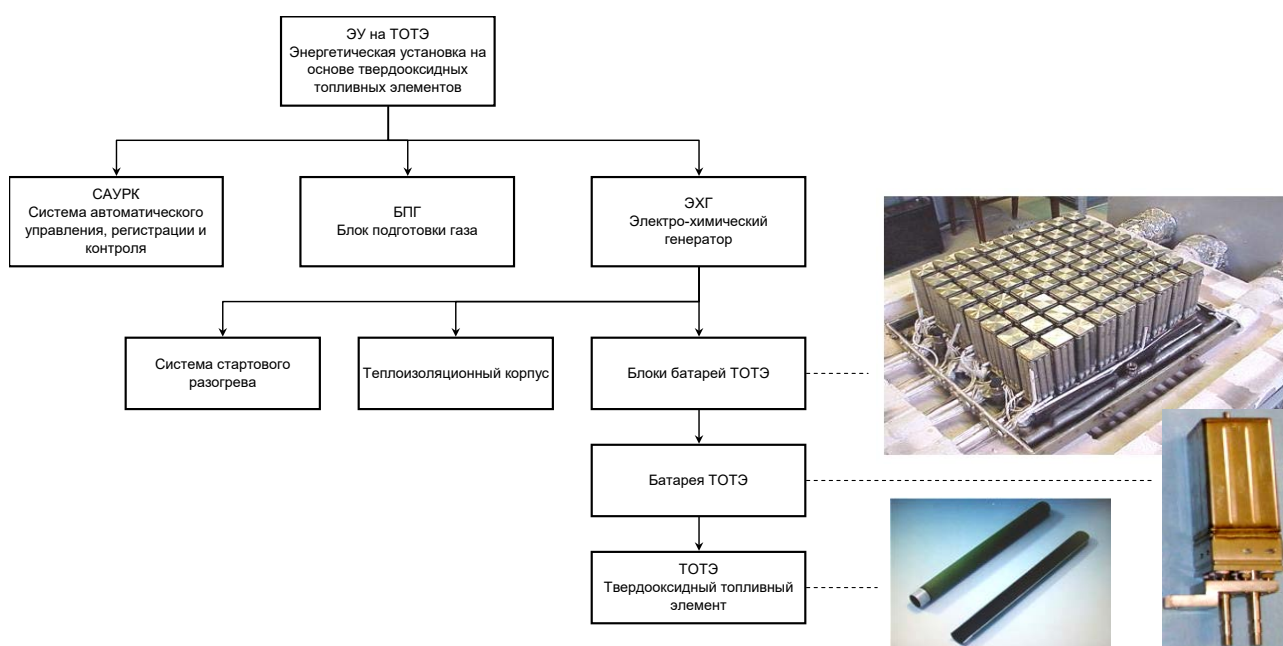 ЭУ на ТОТЭ
Энергетическая установка на
основе твердооксидных
топливных элементов
САУРК
Система автоматического
управления, регистрации и
контроля
БПГ
Блок подготовки газа
ЭХГ
Электро-химический
генератор
Система стартового
разогрева
Теплоизоляционный корпус
Блоки батарей ТОТЭ
Батарея ТОТЭ
ТОТЭ
Твердооксидный топливный
элемент